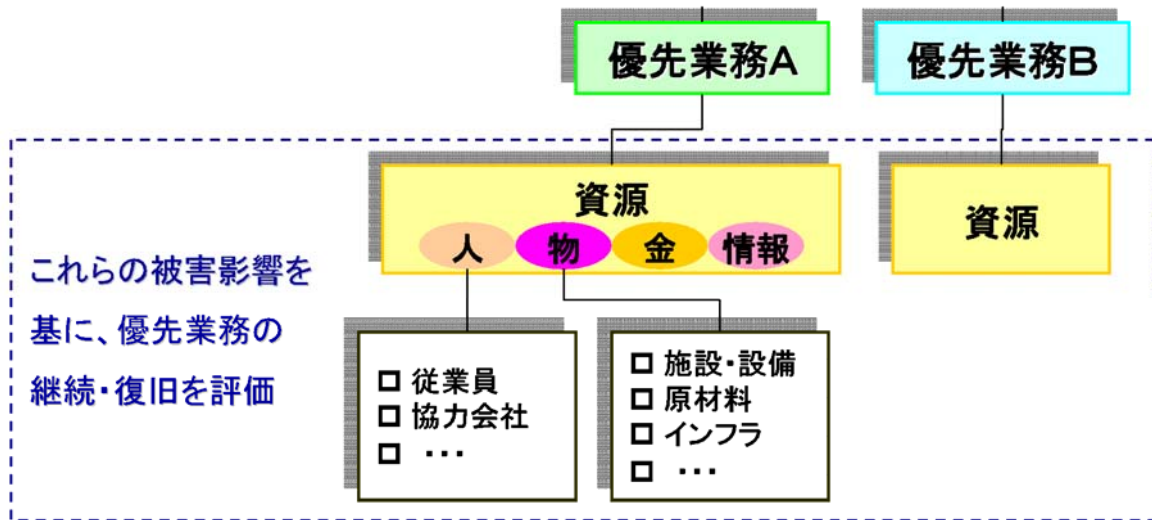 優先業務A
優先業務B
資源
人 物 金 情報
資源
これらの被害影響を
基に、優先業務の
継続・復旧を評価
□ 従業員
□ 協力会社
□ ・・・
□ 施設・設備
□ 原材料
□ インフラ
□ ・・・